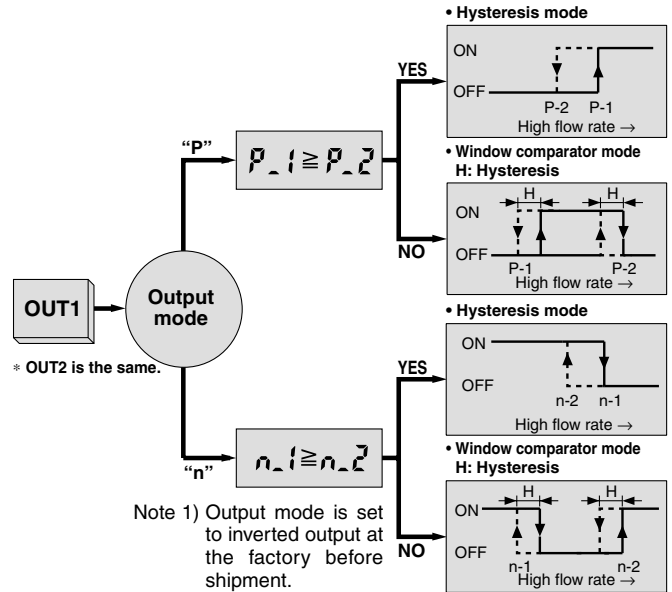 • Hysteresis mode
ON
OFF
P-2 P-1
High flow rate →
YES
"P"
P_1 ≧ P_2
NO
• Window comparator mode
H: Hysteresis
H H
ON
OFF
P-1 P-2
High flow rate →
OUT1
Output
mode
* OUT2 is the same.
• Hysteresis mode
ON
OFF
n-2 n-1
High flow rate →
YES
"n"
n_1≧n_2
NO
• Window comparator mode
H: Hysteresis
H H
ON
OFF
n-1 n-2
High flow rate →
Note 1) Output mode is set
to inverted output at
the factory before
shipment.